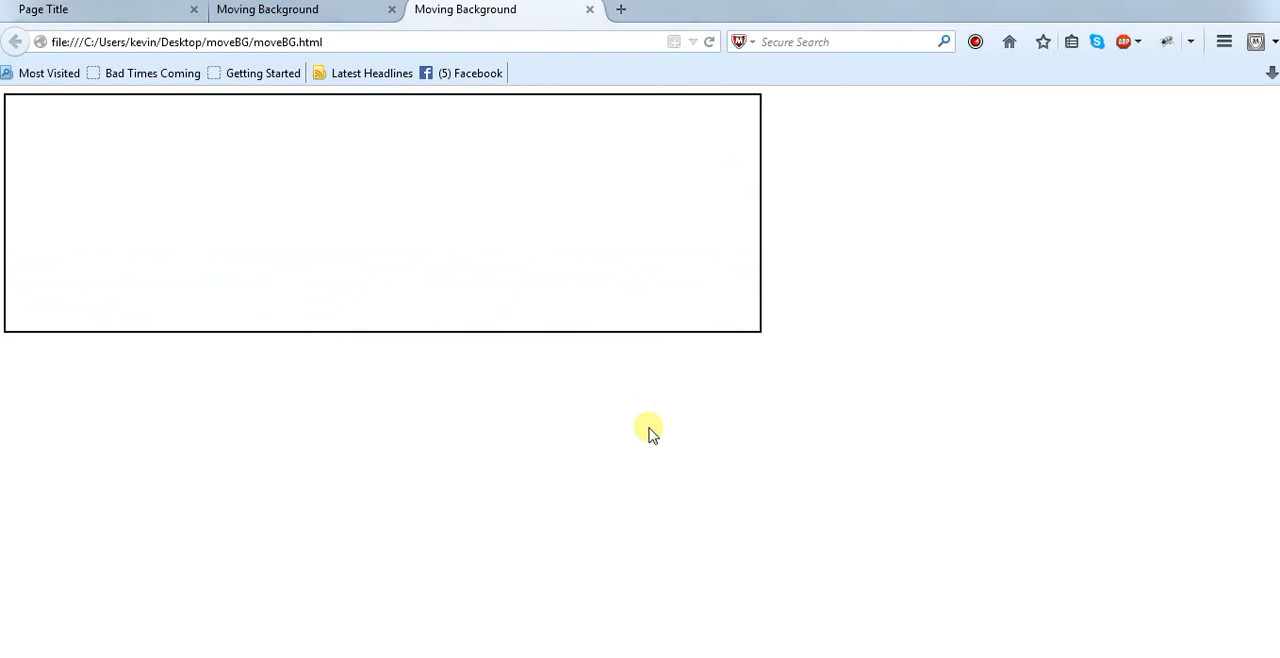 Page Title
Moving Background
Moving Background
file:///C:/Users/kevin/Desktop/moveBG/moveBG.html
Secure Search
ABP
Most Visited
Bad Times Coming
Getting Started
Latest Headlines
(5) Facebook